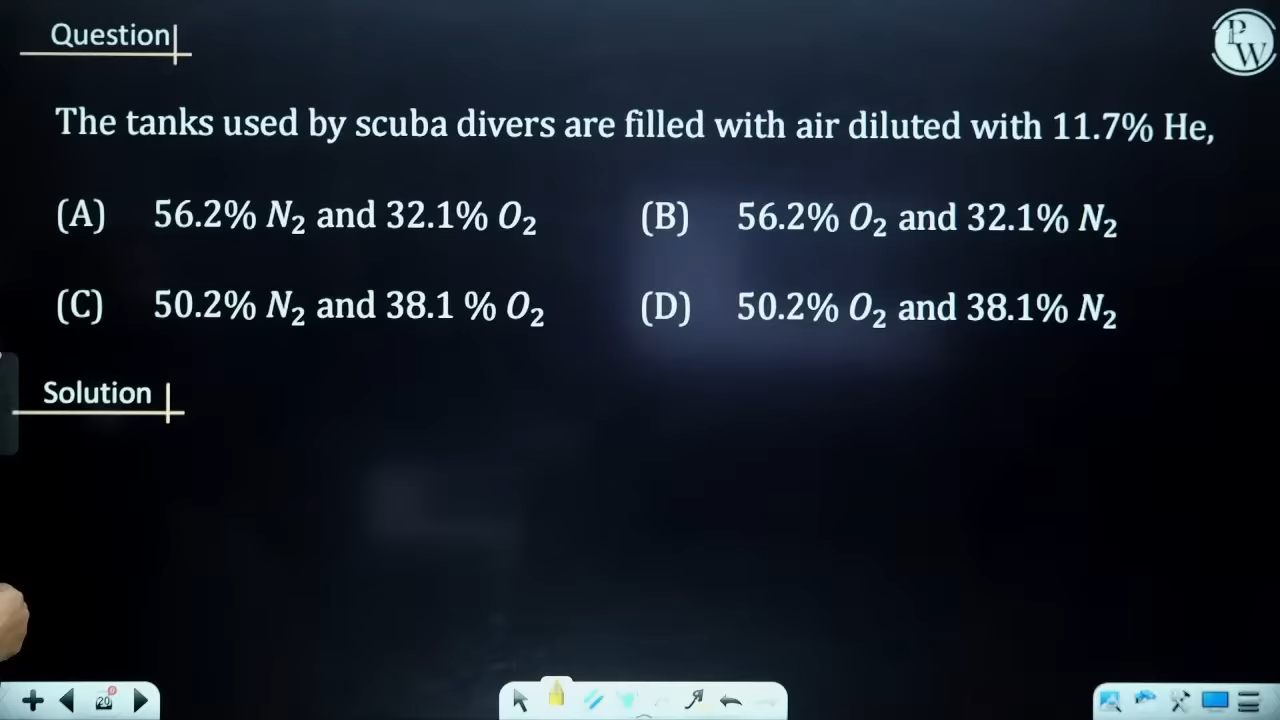 Question
PW
The tanks used by scuba divers are filled with air diluted with 11.7% He,
(A) 56.2% N₂ and 32.1% O₂ (B) 56.2% O₂ and 32.1% N₂
(C) 50.2% N₂ and 38.1 % O₂ (D) 50.2% O₂ and 38.1% N₂
Solution
20